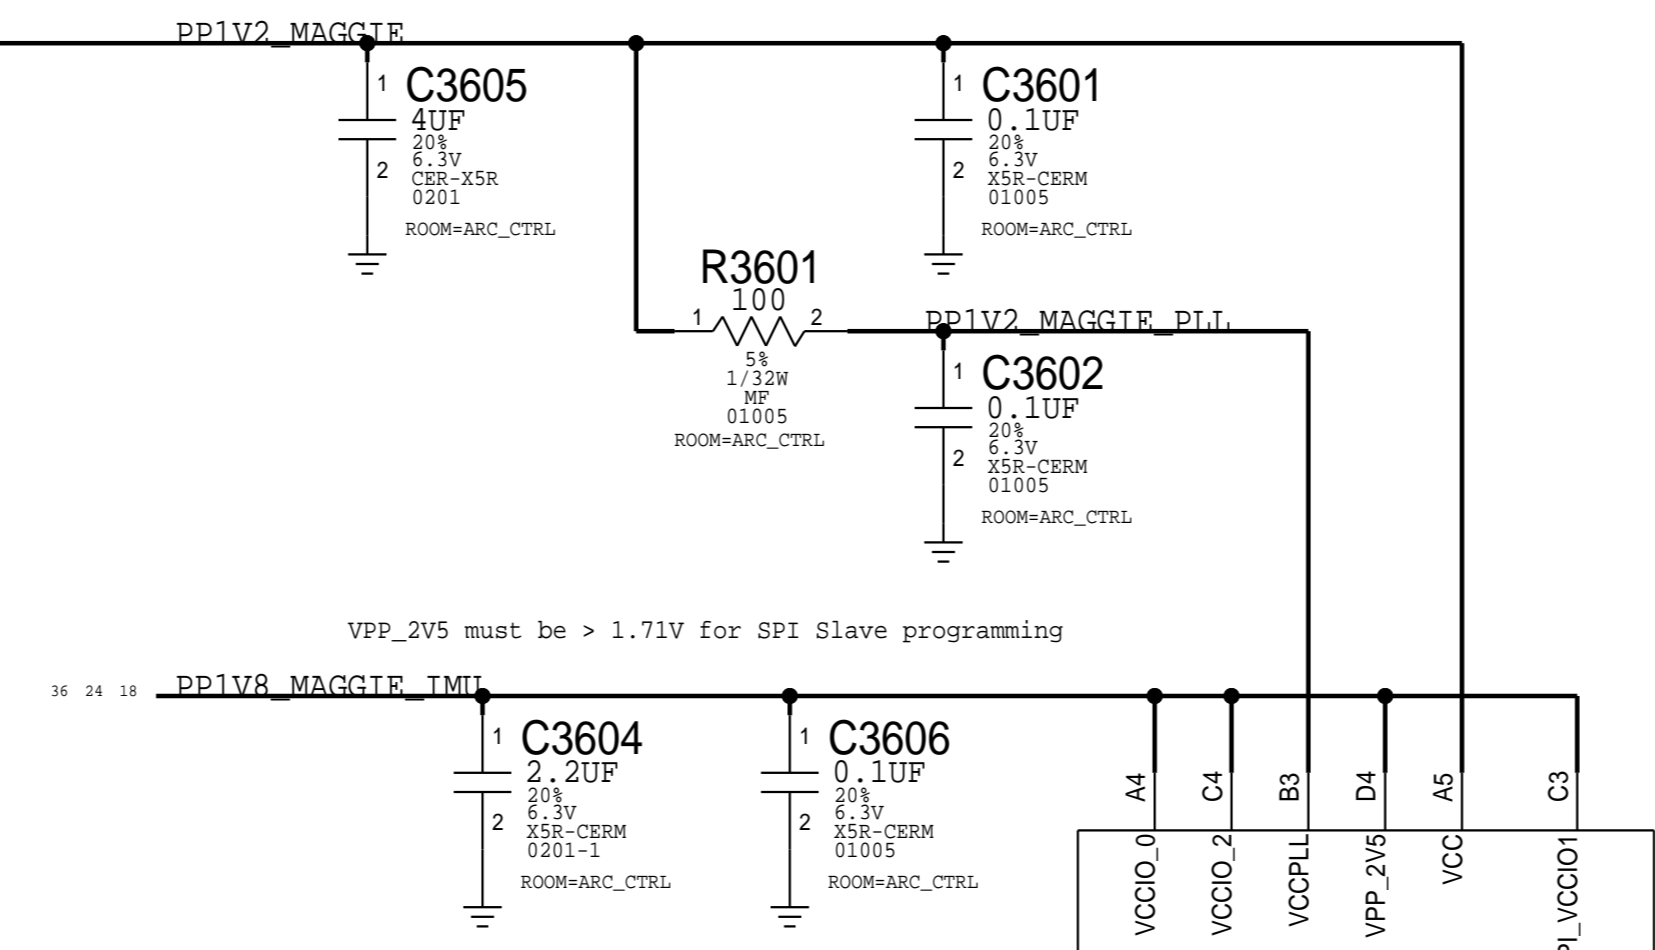 PP1V2_MAGGIE
1
C3605
4UF
20%
6.3V
2
CER-X5R
0201
ROOM=ARC_CTRL
1
C3601
0.1UF
20%
6.3V
2
X5R-CERM
01005
ROOM=ARC_CTRL
R3601
100
1
2
5%
1/32W
MF
01005
ROOM=ARC_CTRL
PP1V2_MAGGIE_PLL
1
C3602
0.1UF
20%
6.3V
2
X5R-CERM
01005
ROOM=ARC_CTRL
VPP_2V5 must be > 1.71V for SPI Slave programming
36 24 18
PP1V8_MAGGIE_IMU
1
C3604
2.2UF
20%
6.3V
2
X5R-CERM
0201-1
ROOM=ARC_CTRL
1
C3606
0.1UF
20%
6.3V
2
X5R-CERM
01005
ROOM=ARC_CTRL
A4
C4
B3
D4
A5
C3
VCCIO_0
VCCIO_2
VCCPLL
VPP_2V5
VCC
PI_VCCIO1